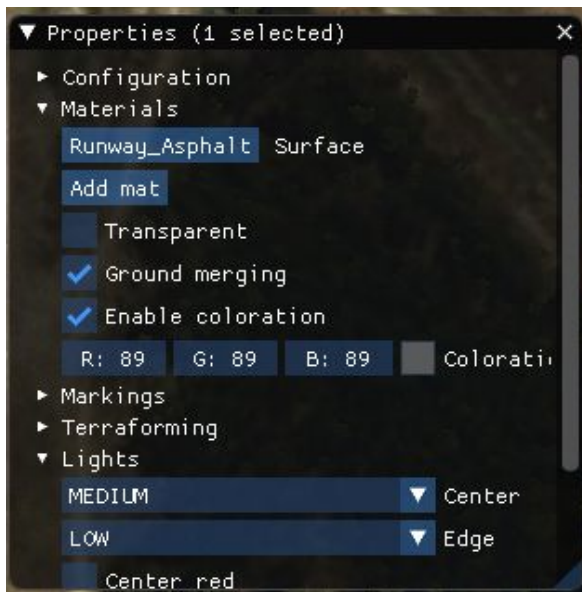 Properties (1 selected)
Configuration
Materials
Runway_Asphalt Surface
Add mat
Transparent
Ground merging
Enable coloration
R: 89 G: 89 B: 89 Colorati
Markings
Terraforming
Lights
MEDIUM Center
LOW Edge
Center red